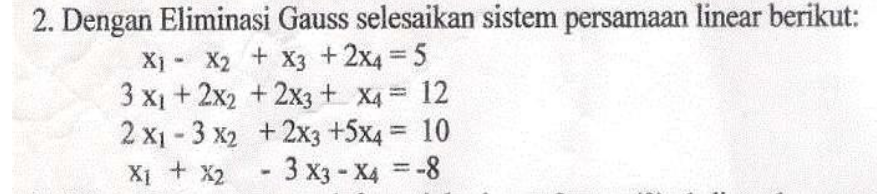 2. Dengan Eliminasi Gauss selesaikan sistem persamaan linear berikut:
x₁ - x₂ + x₃ + 2x₄ = 5
3 x₁ + 2x₂ + 2x₃ + x₄ = 12
2 x₁ - 3 x₂ + 2x₃ +5x₄ = 10
x₁ + x₂ - 3 x₃ - x₄ = -8